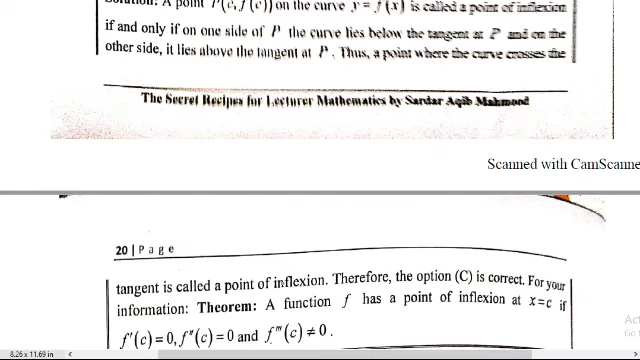 Solution: A point P(c, f(c)) on the curve y = f(x) is called a point of inflexion
if and only if on one side of P the curve lies below the tangent at P and on the
other side, it lies above the tangent at P. Thus, a point where the curve crosses the
The Secret Recipes for Lecturer Mathematics by Sardar Aqib Mahmood
Scanned with CamScanne
20 | P a g e
tangent is called a point of inflexion. Therefore, the option (C) is correct. For your
information: Theorem: A function f has a point of inflexion at x=c if
f'(c)=0, f''(c)=0 and f'''(c)≠0.
Act
Go t
8.26 x 11.69 in